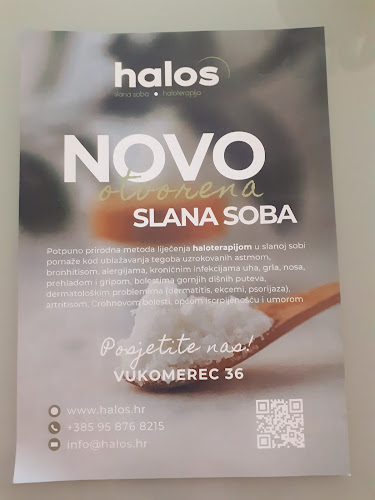 halos
slana soba • haloterapija
NOVO
otvorena
SLANA SOBA
Potpuno prirodna metoda liječenja haloterapijom u slanoj sobi
pomaže kod ublažavanja tegoba uzrokovanih astmom,
bronhitisom, alergijama, kroničnim infekcijama uha, grla, nosa,
prehladom i gripom, bolestima gornjih dišnih puteva,
dermatološkim problemima (dermatitis, ekcemi, psorijaza),
artritisom, Crohnovom bolesti, općom iscrpljenošću i umorom
Posjetite nas!
VUKOMEREC 36
www.halos.hr
+385 95 876 8215
info@halos.hr